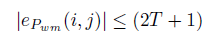 |e_{P_{wm}}(i, j)| ≤ (2T + 1)